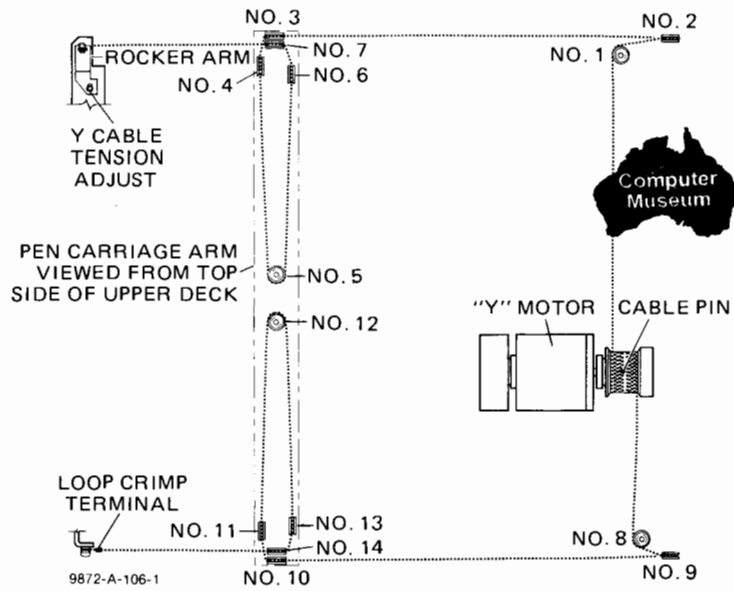 NO. 3
NO. 2
NO. 7
NO. 1
ROCKER ARM
NO. 4
NO. 6
Y CABLE
TENSION
ADJUST
Computer
Museum
PEN CARRIAGE ARM
VIEWED FROM TOP
SIDE OF UPPER DECK
NO. 5
NO. 12
"Y" MOTOR
CABLE PIN
LOOP CRIMP
TERMINAL
NO. 11
NO. 13
NO. 14
NO. 8
NO. 10
NO. 9
9872-A-106-1